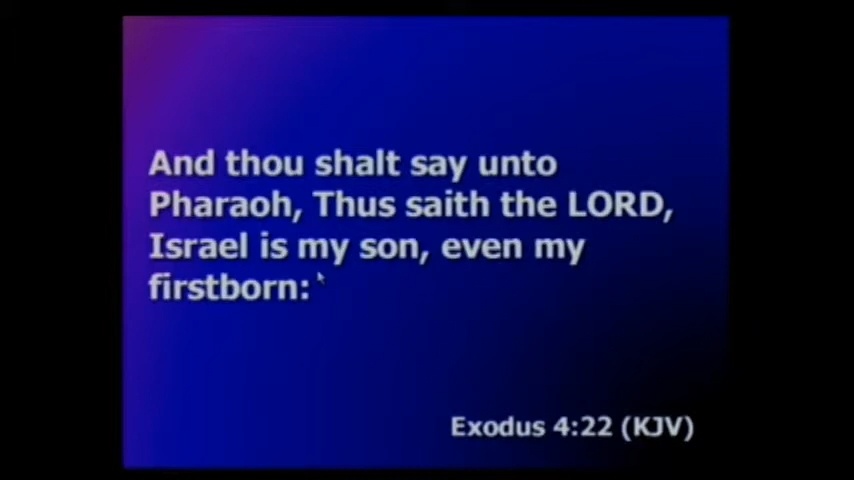 And thou shalt say unto
Pharaoh, Thus saith the LORD,
Israel is my son, even my
firstborn:
Exodus 4:22 (KJV)